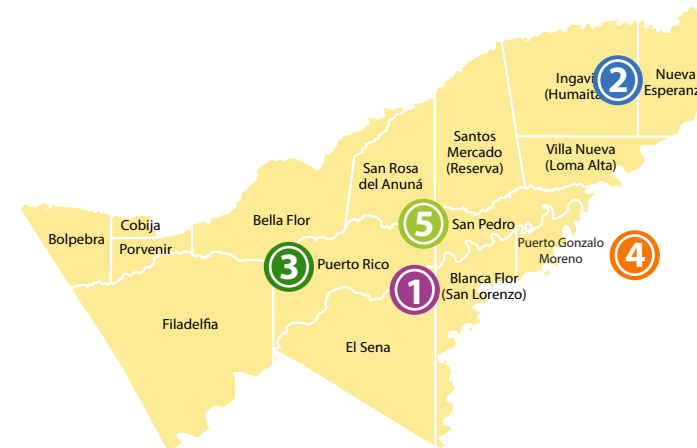 Ingavi
(Humaita
2
Nueva
Esperanz
Santos
Mercado
(Reserva)
Villa Nueva
(Loma Alta)
San Rosa
del Anuná
Bella Flor
Cobija
Bolpebra
Porvenir
5
San Pedro
Puerto Gonzalo
Moreno
4
3
Puerto Rico
1
Blanca Flor
(San Lorenzo)
Filadelfia
El Sena